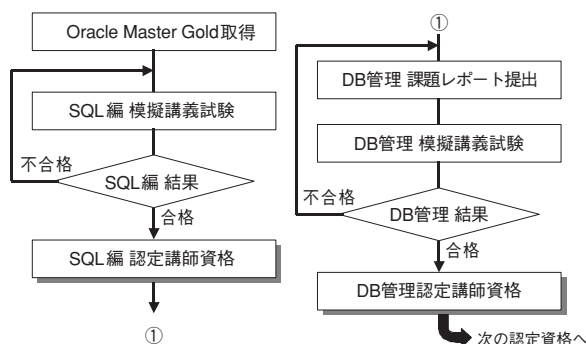 Oracle Master Gold取得
SQL編 模擬講義試験
不合格
SQL編 結果
合格
SQL編 認定講師資格
①
①
DB管理 課題レポート提出
DB管理 模擬講義試験
不合格
DB管理 結果
合格
DB管理認定講師資格
次の認定資格へ